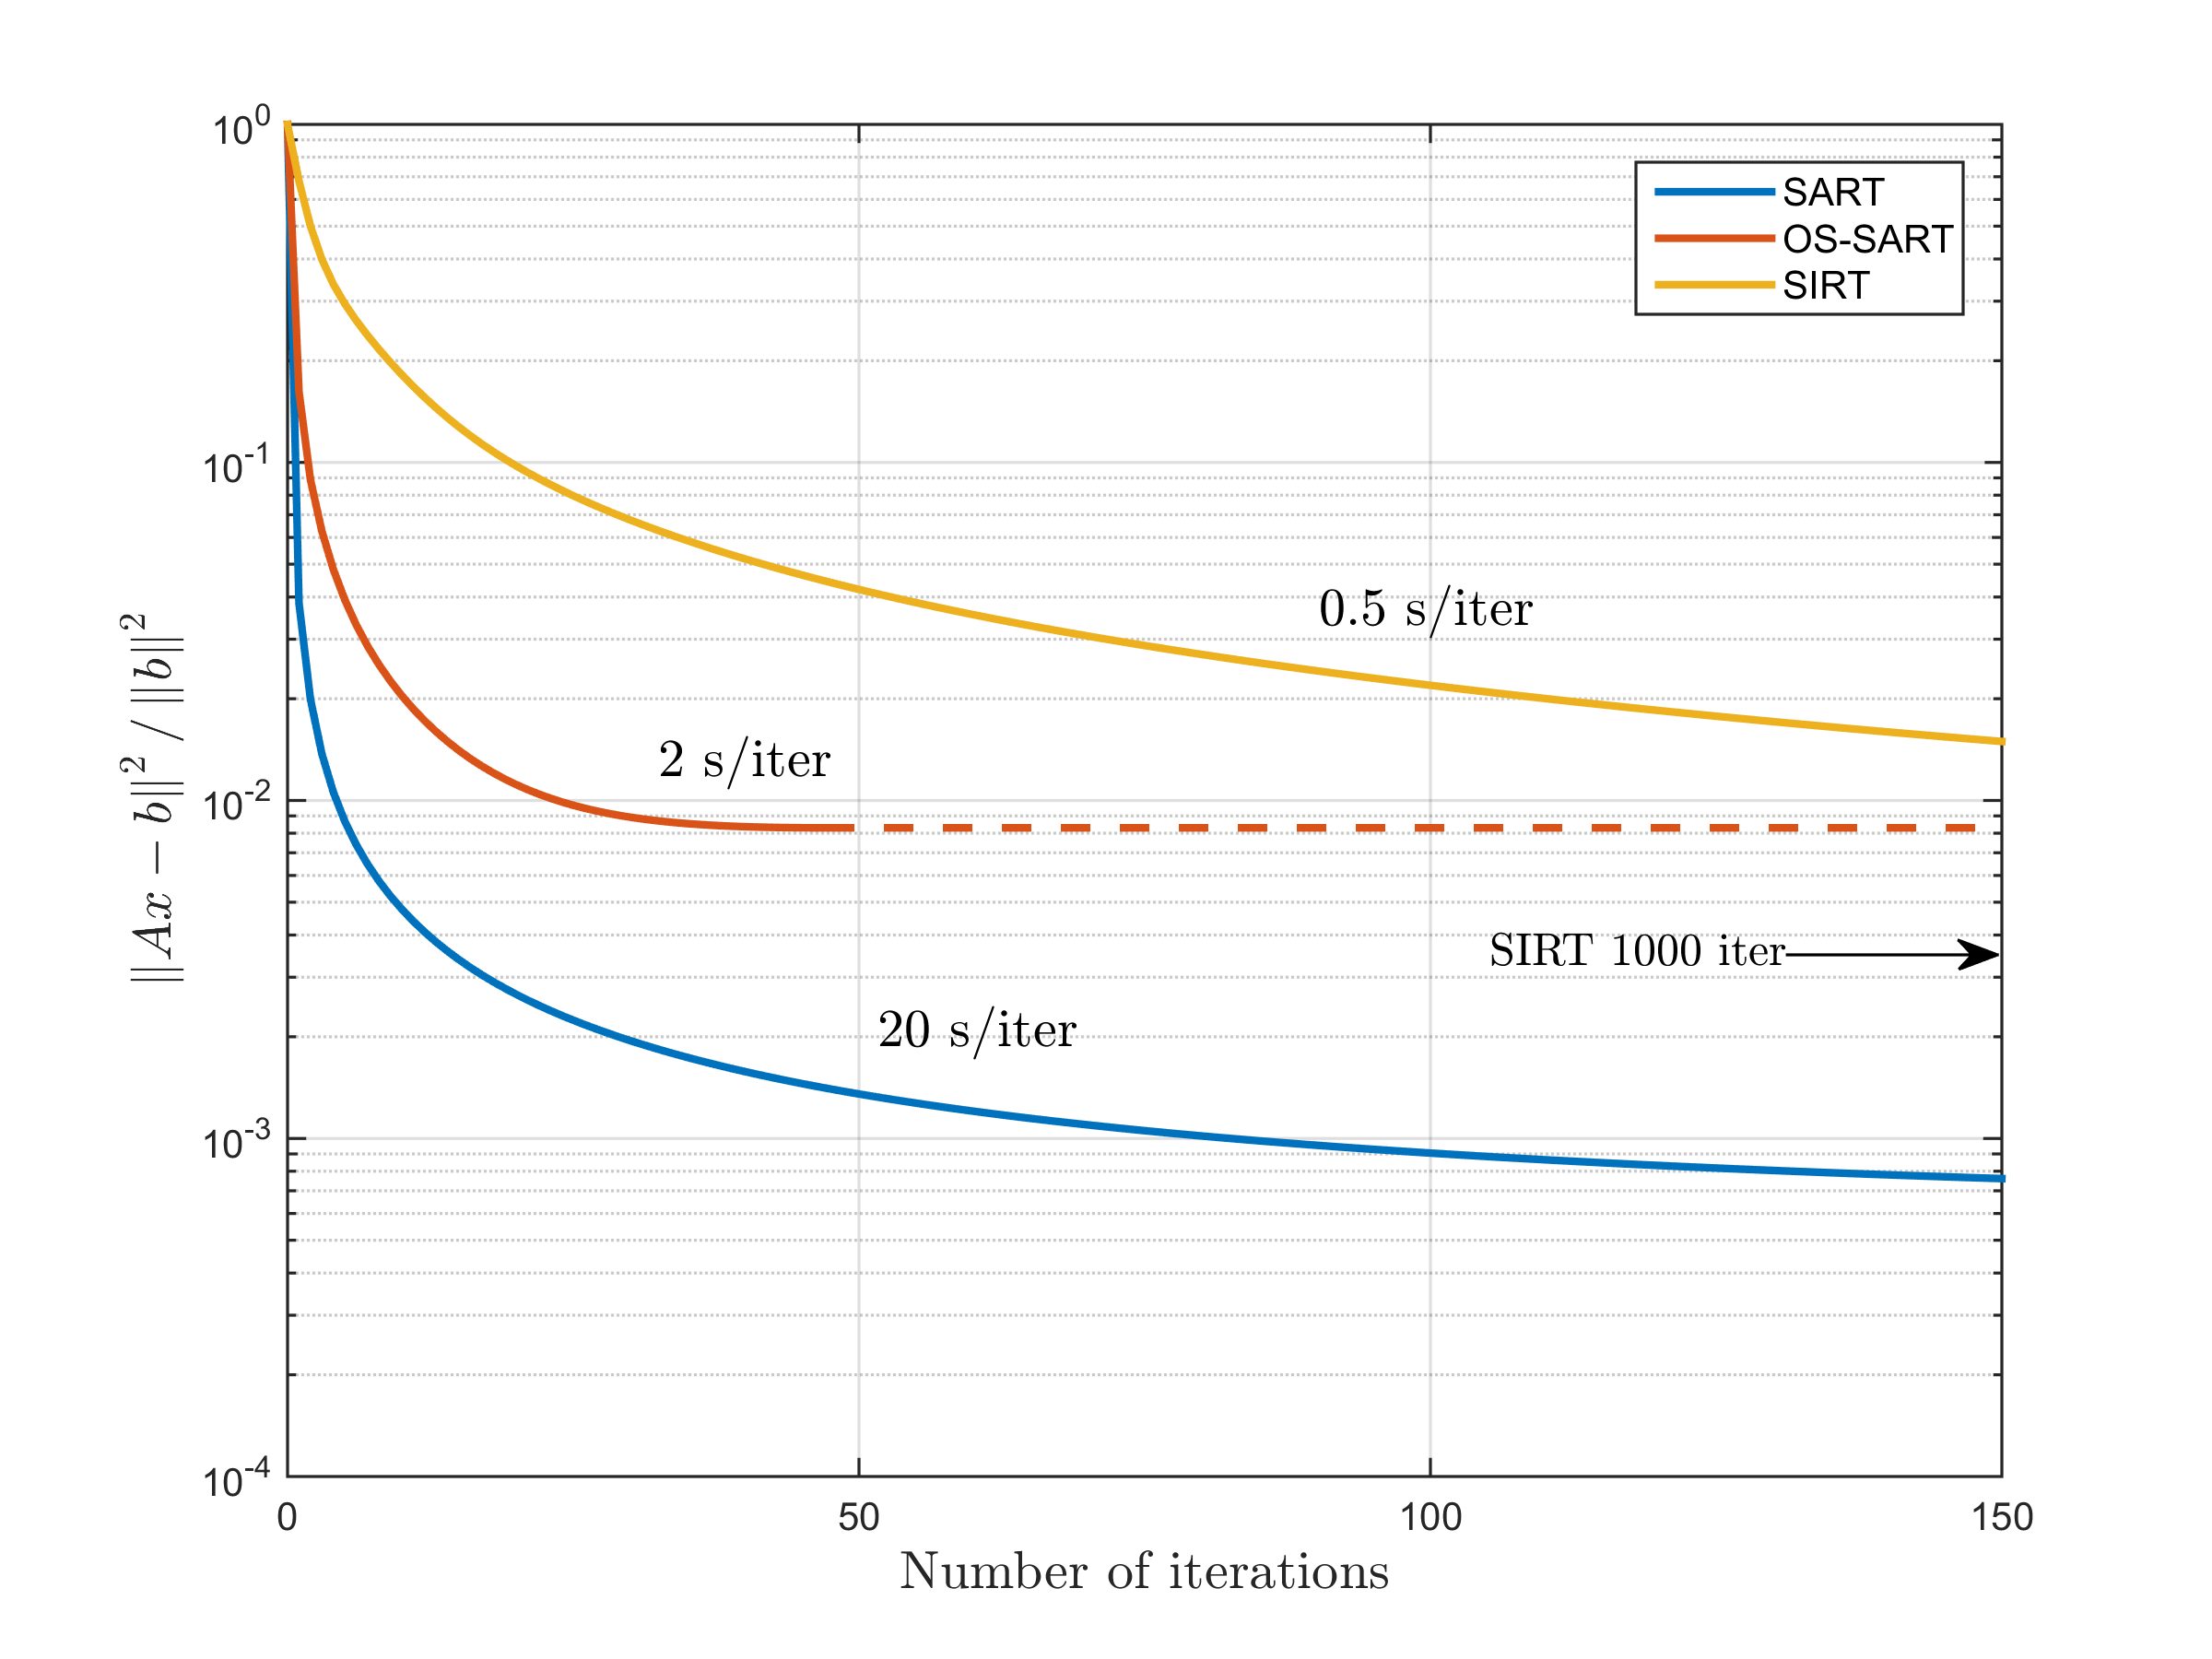 10^0
10^-1
10^-2
10^-3
10^-4
0
50
100
150
Number of iterations
||Ax − b||^2 / ||b||^2
SART
OS-SART
SIRT
0.5 s/iter
2 s/iter
SIRT 1000 iter
20 s/iter